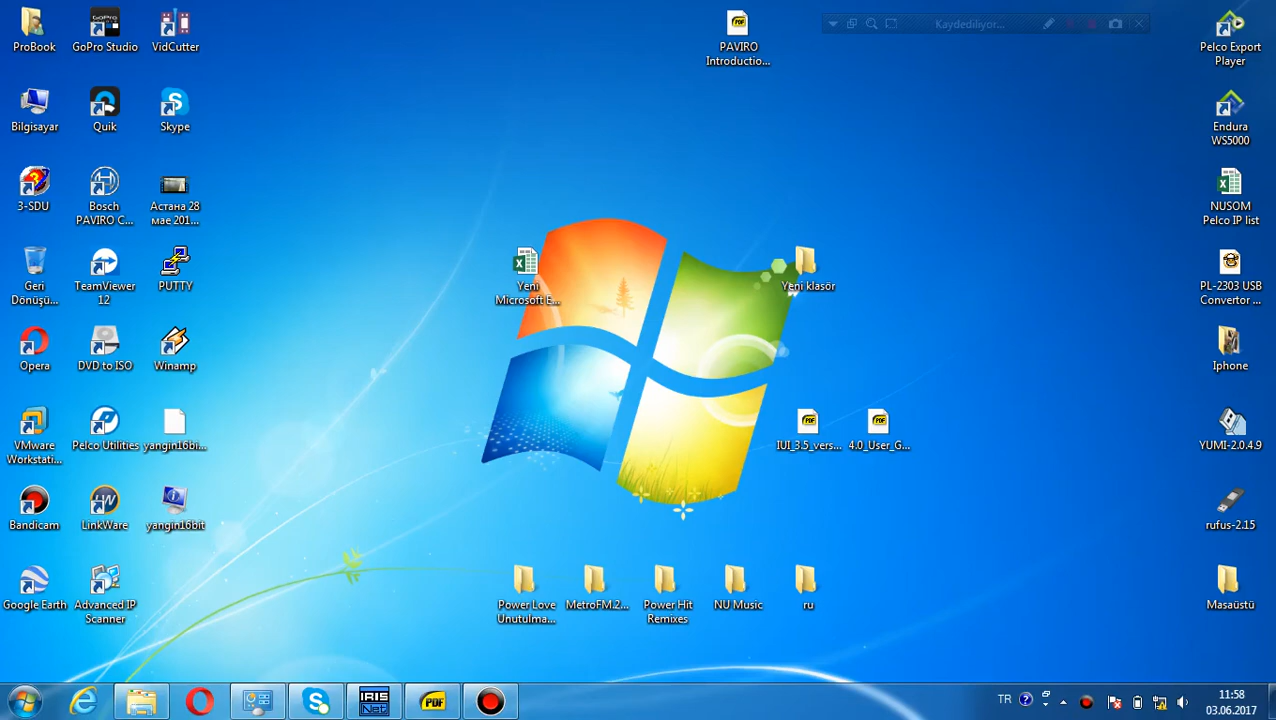 ProBook
GoPro Studio
VidCutter
PAVIRO
Introductio...
Kaydediliyor...
Pelco Export
Player
Bilgisayar
Quik
Skype
Endura
WS5000
3-SDU
Bosch
PAVIRO C...
Астана 28
мае 201...
NUSOM
Pelco IP list
Geri
Dönüşü...
TeamViewer
12
PUTTY
Yeni
Microsoft E...
Yeni klasör
PL-2303 USB
Convertor ...
Opera
DVD to ISO
Winamp
Iphone
VMware
Workstati...
Pelco Utilities
yangin16bi...
IUI_3.5_vers...
4.0_User_G...
YUMI-2.0.4.9
Bandicam
LinkWare
yangin16bit
rufus-2.15
Google Earth
Advanced IP
Scanner
Power Love
Unutulma...
MetroFM.2...
Power Hit
Remixes
NU Music
ru
Masaüstü
IRIS
Net
PDF
TR
11:58
03.06.2017